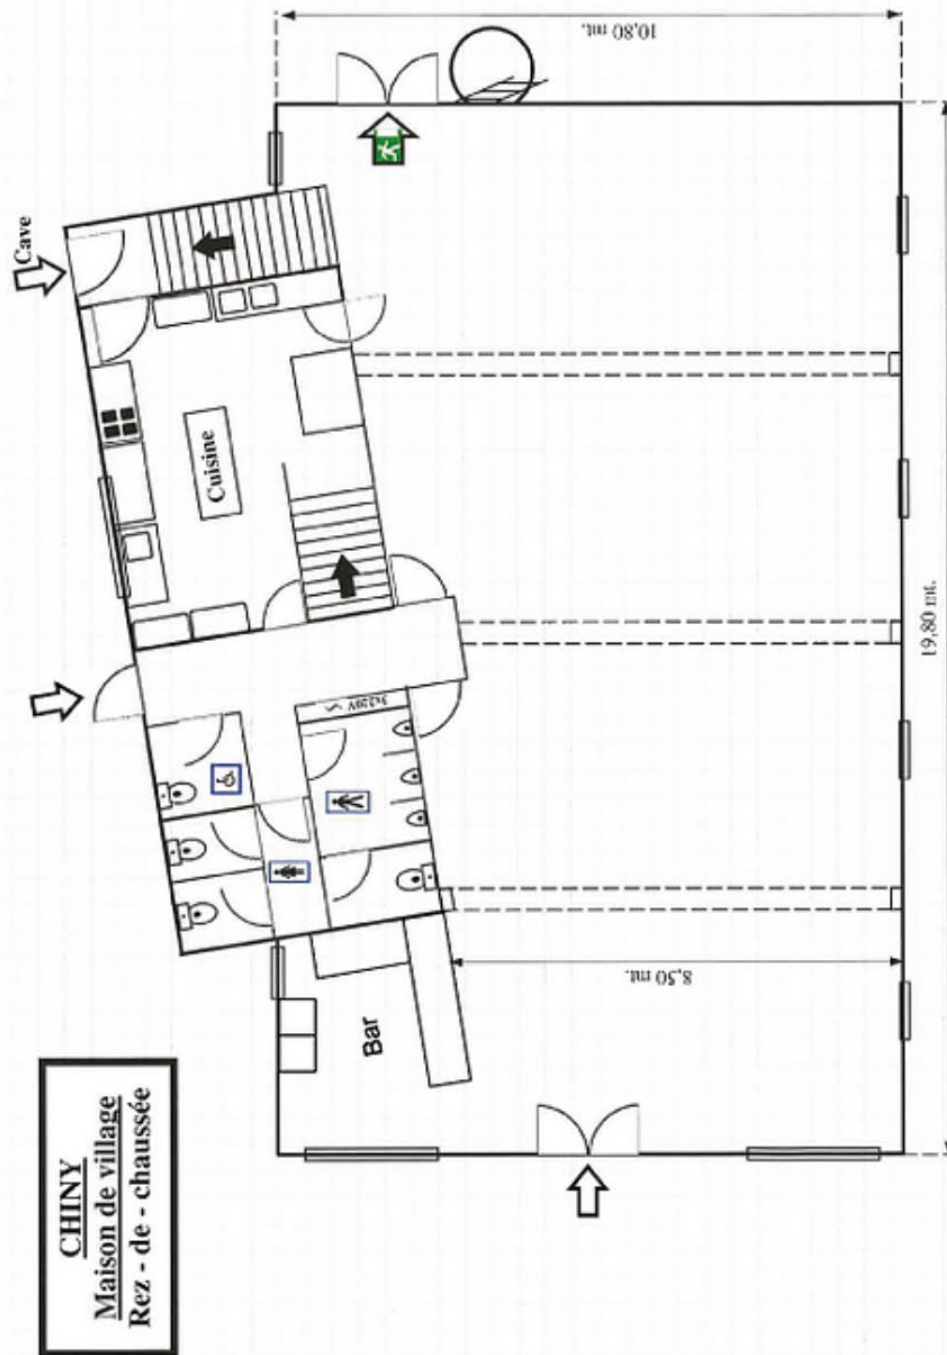 CHINY
Maison de village
Rez - de - chaussée
Cave
Cuisine
Bar
3x220V
10,80 mt.
19,80 mt.
8,50 mt.